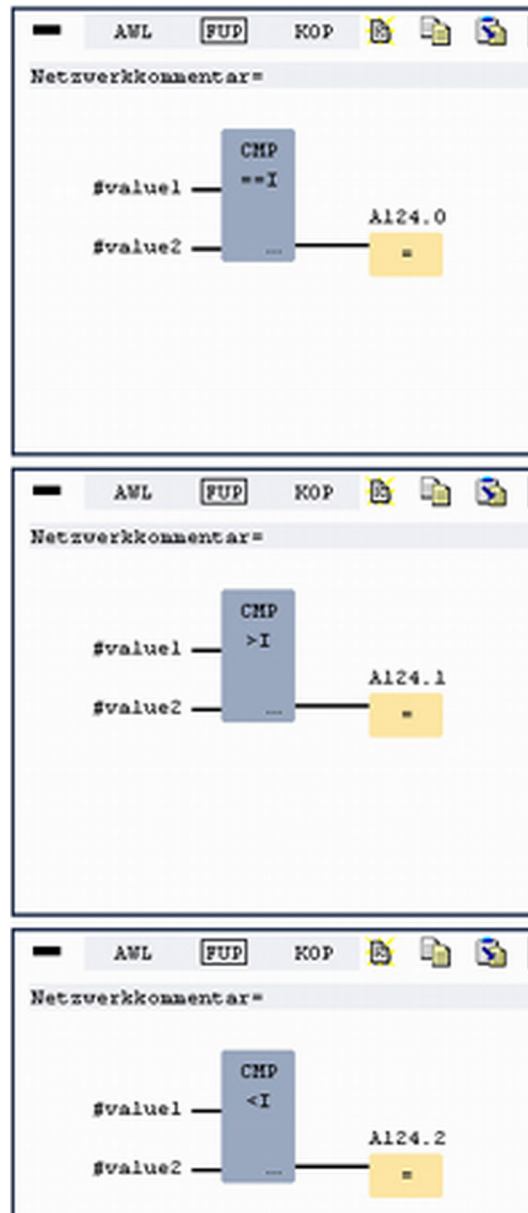 AWL FUP KOP
Netzwerkkommentar=
CMP
==I
#value1
A124.0
#value2 ...
=
AWL FUP KOP
Netzwerkkommentar=
CMP
>I
#value1
A124.1
#value2 ...
=
AWL FUP KOP
Netzwerkkommentar=
CMP
<I
#value1
A124.2
#value2 ...
=